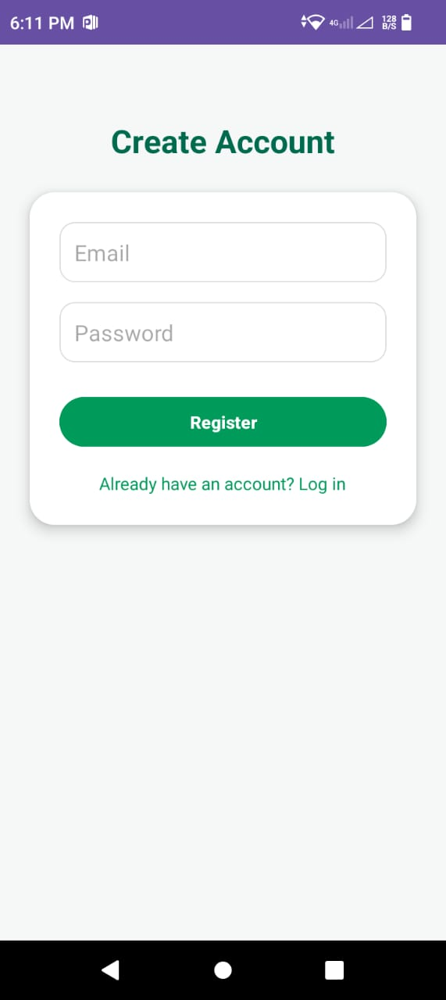 6:11 PM 4G 128 B/S
Create Account
Email
Password
Register
Already have an account? Log in